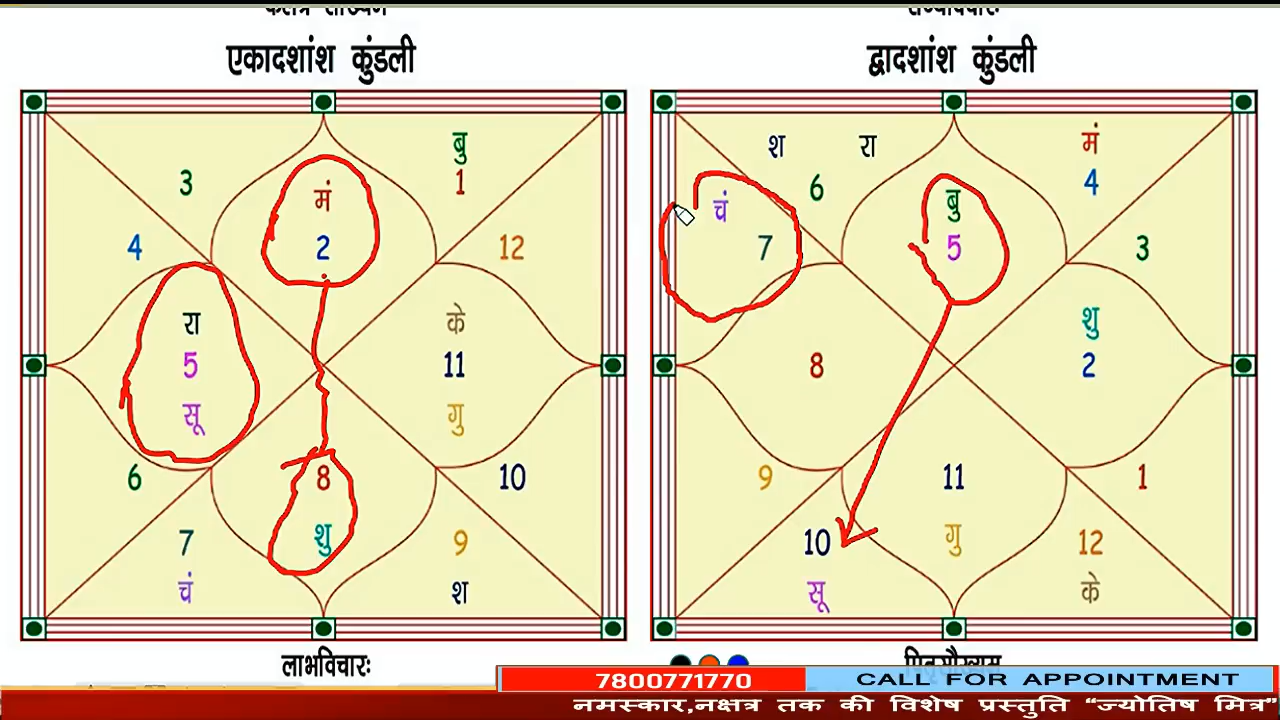 एकादशांश कुंडली
3
मं
2
बु
1
4
12
रा
5
सू
के
11
गु
6
8
शु
10
7
चं
9
श
लाभविचारः
द्वादशांश कुंडली
श
रा
6
चं
7
बु
5
मं
4
3
8
शु
2
9
11
गु
1
10
सू
12
के
7800771770
CALL FOR APPOINTMENT
नमस्कार,नक्षत्र तक की विशेष प्रस्तुति “ज्योतिष मित्र”